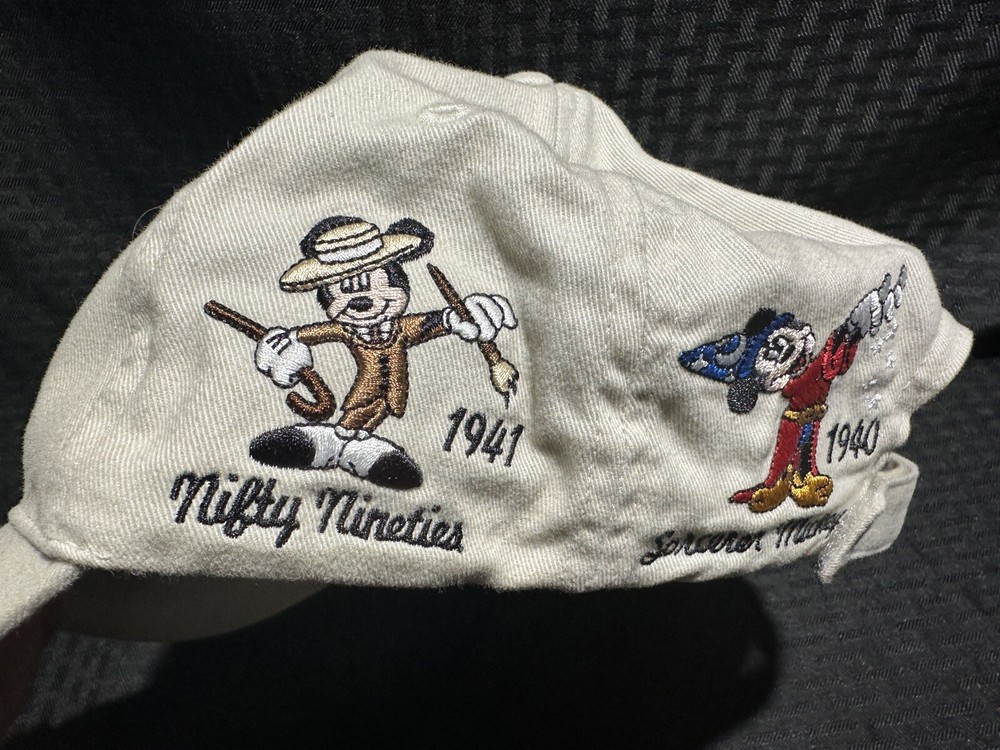 1941
Nifty Nineties
1940
Sorcerer Mickey